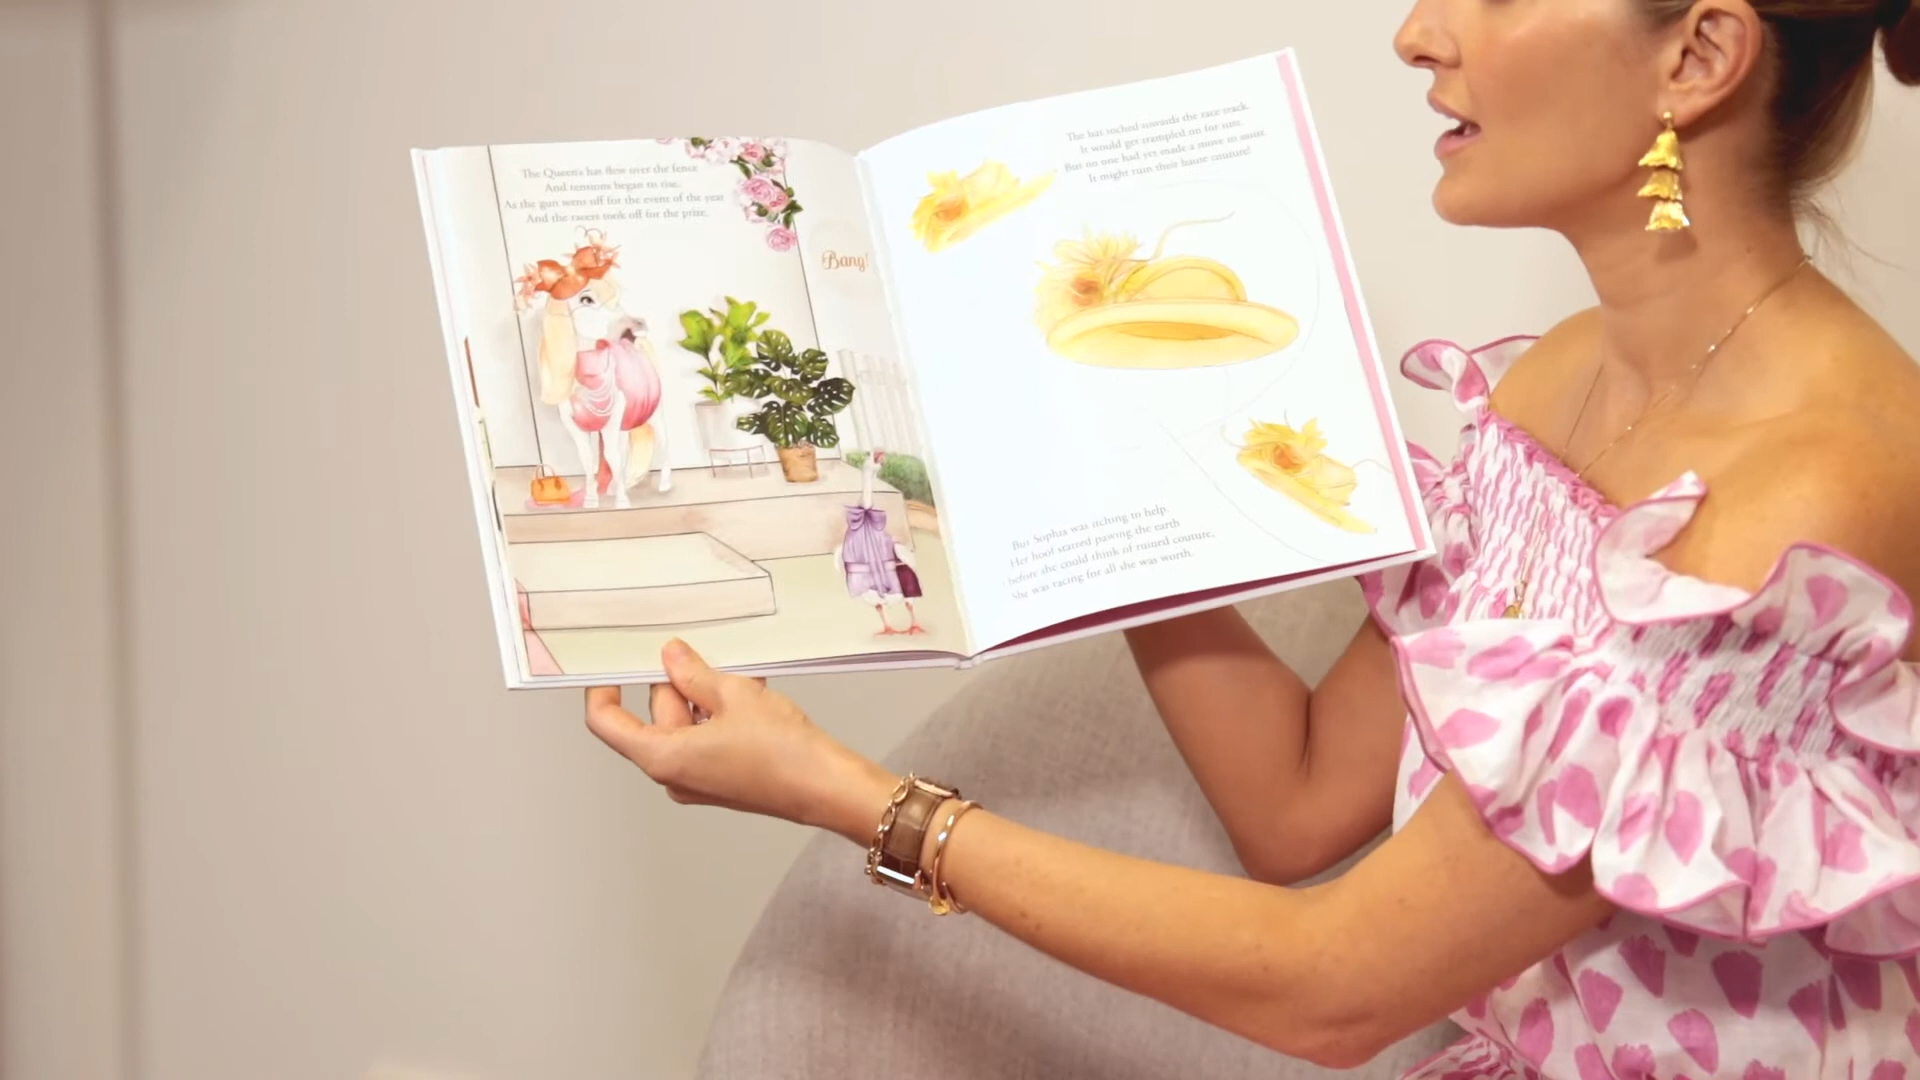 The Queen's hat flew over the fence
And tensions began to rise.
As the gun went off for the event of the year
And the racers took off for the prize.
Bang!
The hat inched towards the race track.
It would get trampled on for sure.
But no one had yet made a move to assist.
It might ruin their haute couture!
But Sophia was itching to help.
Her hoof started pawing the earth
before she could think of ruined couture,
She was racing for all she was worth.